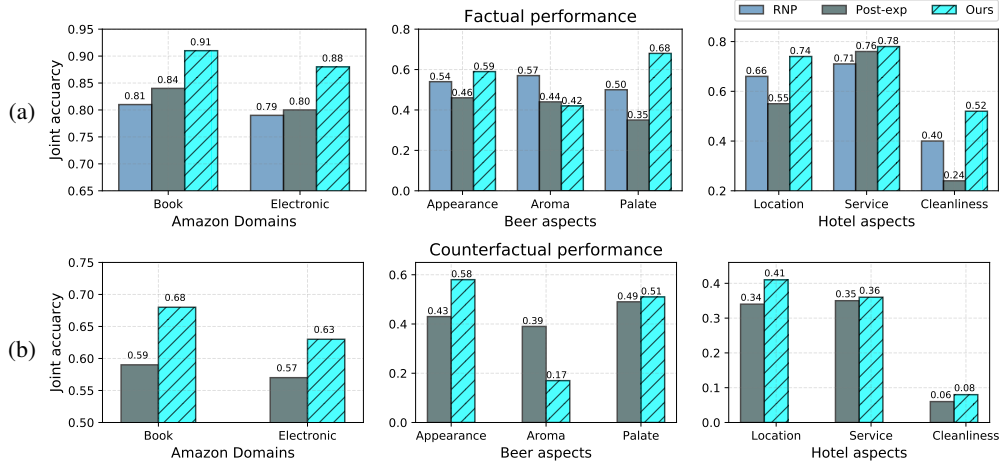 RNP Post-exp Ours
Factual performance
(a)
Joint accuarcy
0.95
0.90
0.85
0.80
0.75
0.70
0.65
0.81 0.84 0.91 0.79 0.80 0.88
Book Electronic
Amazon Domains
0.8
0.6
0.4
0.2
0.0
0.54 0.46 0.59 0.57 0.44 0.42 0.50 0.35 0.68
Appearance Aroma Palate
Beer aspects
0.8
0.6
0.4
0.2
0.66 0.55 0.74 0.71 0.76 0.78 0.40 0.24 0.52
Location Service Cleanliness
Hotel aspects
Counterfactual performance
(b)
Joint accuarcy
0.75
0.70
0.65
0.60
0.55
0.50
0.59 0.68 0.57 0.63
Book Electronic
Amazon Domains
0.6
0.4
0.2
0.0
0.43 0.58 0.39 0.17 0.49 0.51
Appearance Aroma Palate
Beer aspects
0.4
0.3
0.2
0.1
0.0
0.34 0.41 0.35 0.36 0.06 0.08
Location Service Cleanliness
Hotel aspects